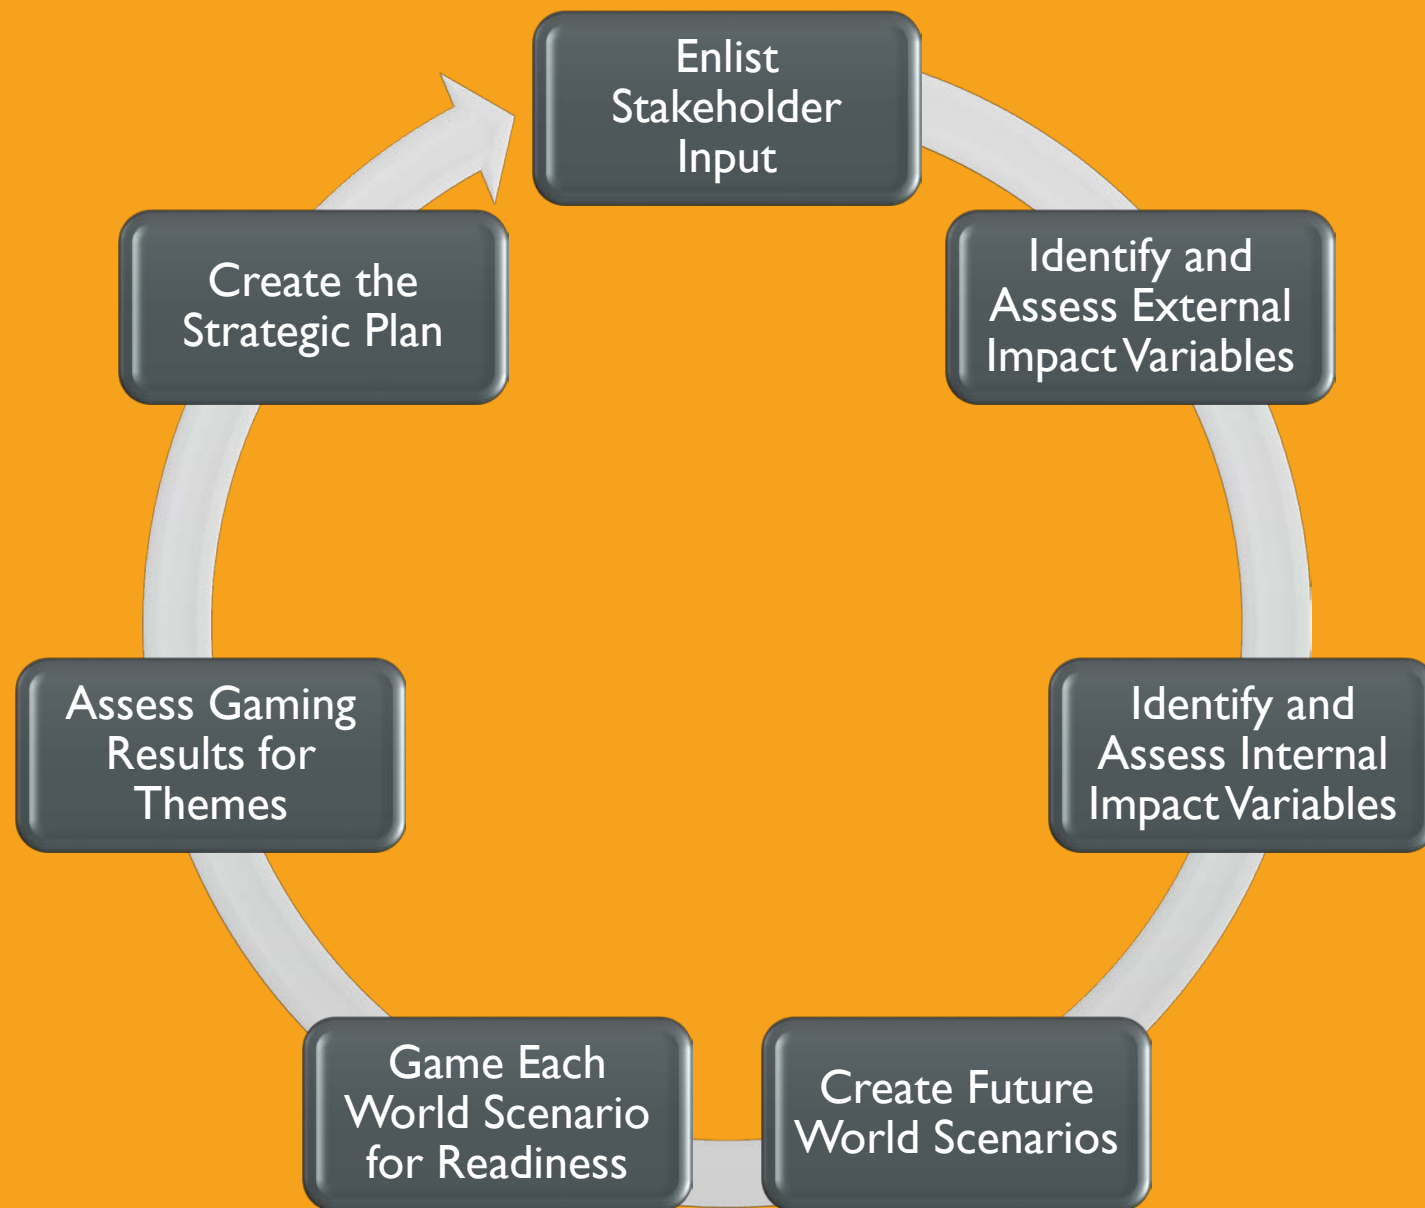 Enlist
Stakeholder
Input
Identify and
Assess External
Impact Variables
Identify and
Assess Internal
Impact Variables
Create Future
World Scenarios
Game Each
World Scenario
for Readiness
Assess Gaming
Results for
Themes
Create the
Strategic Plan